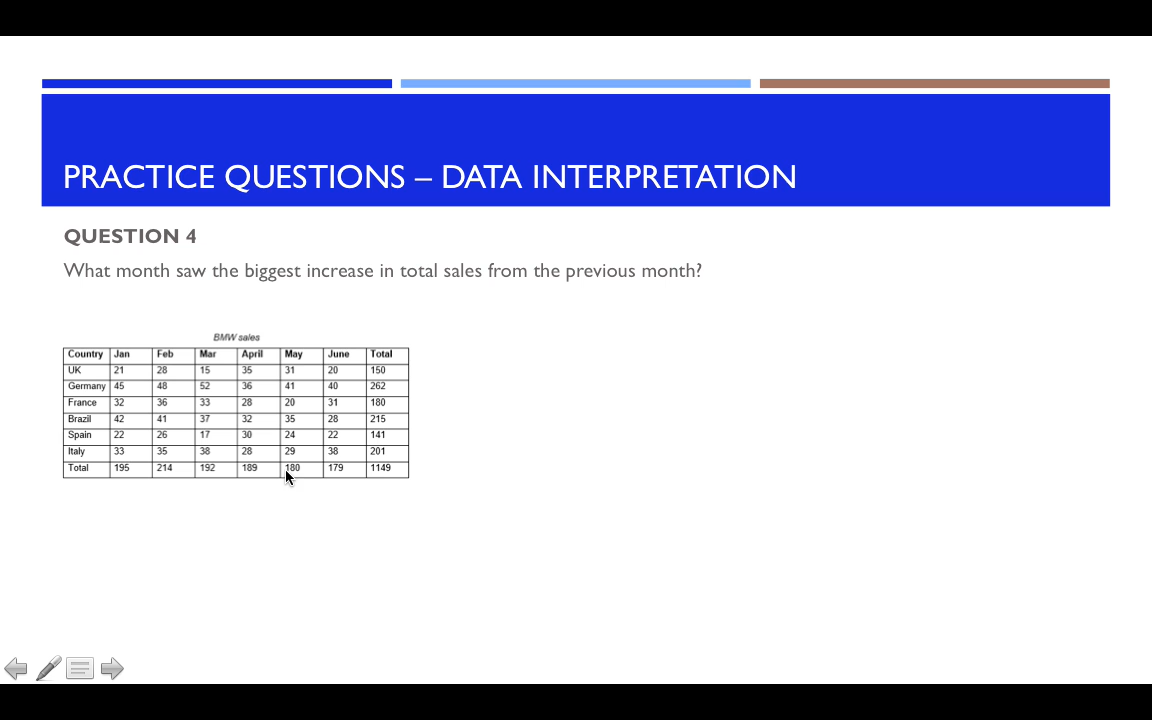 PRACTICE QUESTIONS – DATA INTERPRETATION
QUESTION 4
What month saw the biggest increase in total sales from the previous month?
BMW sales
Country Jan Feb Mar April May June Total
UK 21 28 15 35 31 20 150
Germany 45 48 52 36 41 40 262
France 32 36 33 28 20 31 180
Brazil 42 41 37 32 35 28 215
Spain 22 26 17 30 24 22 141
Italy 33 35 38 28 29 38 201
Total 195 214 192 189 180 179 1149